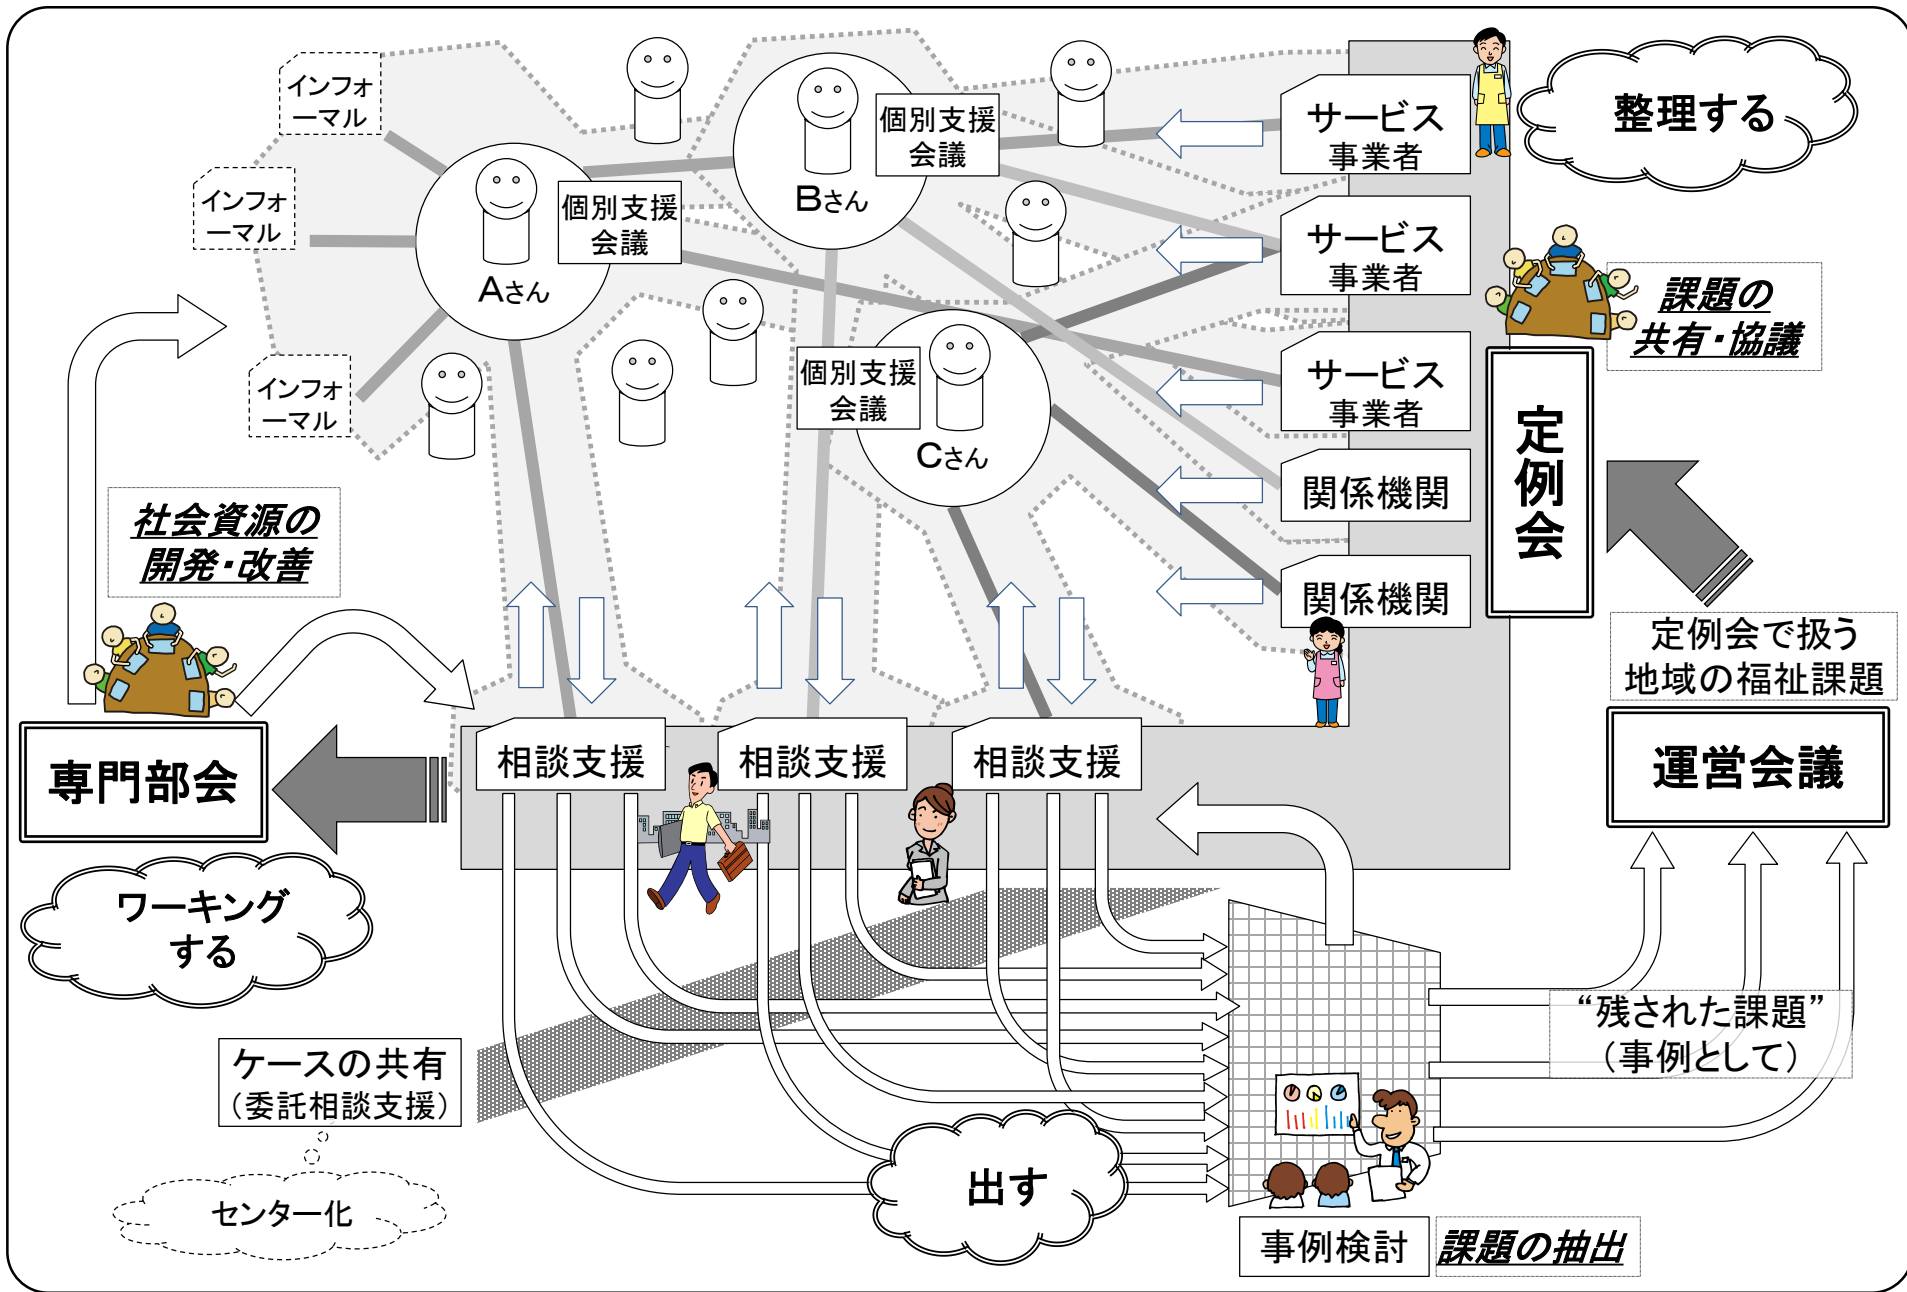 インフォ
ーマル
インフォ
ーマル
インフォ
ーマル
Aさん
個別支援
会議
Bさん
個別支援
会議
Cさん
個別支援
会議
サービス
事業者
サービス
事業者
サービス
事業者
関係機関
関係機関
整理する
課題の
共有・協議
定例会
定例会で扱う
地域の福祉課題
運営会議
社会資源の
開発・改善
専門部会
ワーキング
する
相談支援
相談支援
相談支援
“残された課題”
（事例として）
ケースの共有
（委託相談支援）
センター化
出す
事例検討
課題の抽出